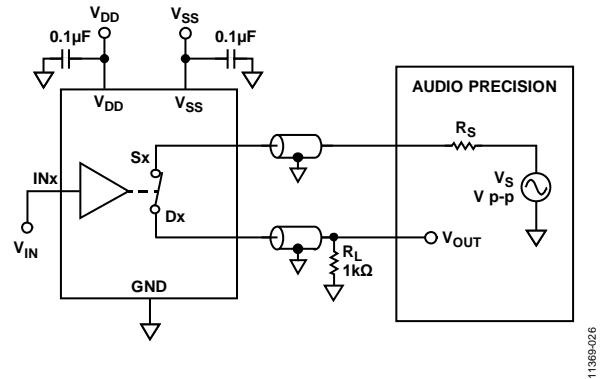 VDD
VSS
0.1µF
0.1µF
VDD
VSS
AUDIO PRECISION
RS
Sx
INx
VS
V p-p
Dx
VIN
VOUT
RL
1kΩ
GND
11369-026